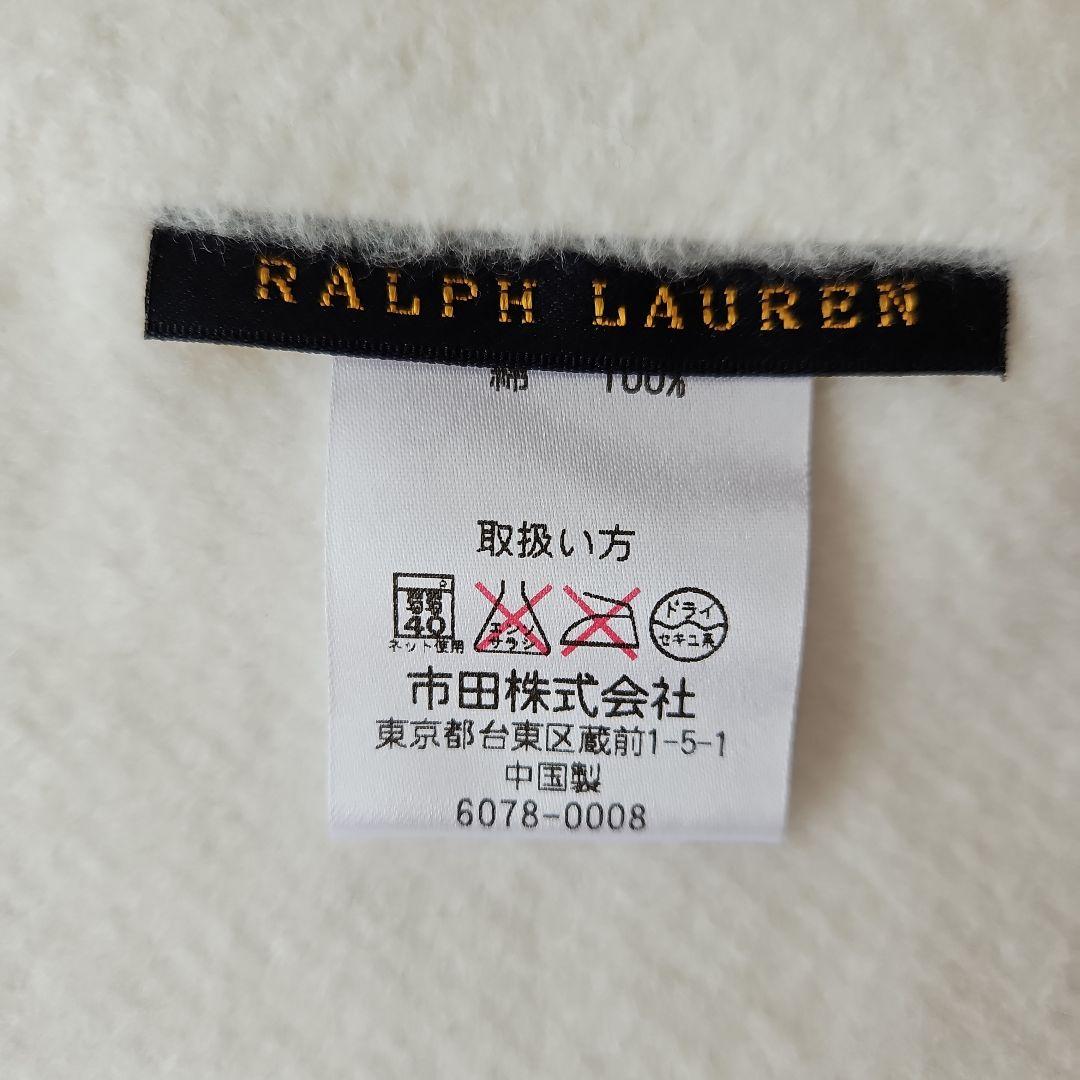 RALPH LAUREN
綿 100%
取扱い方
弱 40 エンソ ドライ
ネット使用 サラシ セキユ系
市田株式会社
東京都台東区蔵前1-5-1
中国製
6078-0008